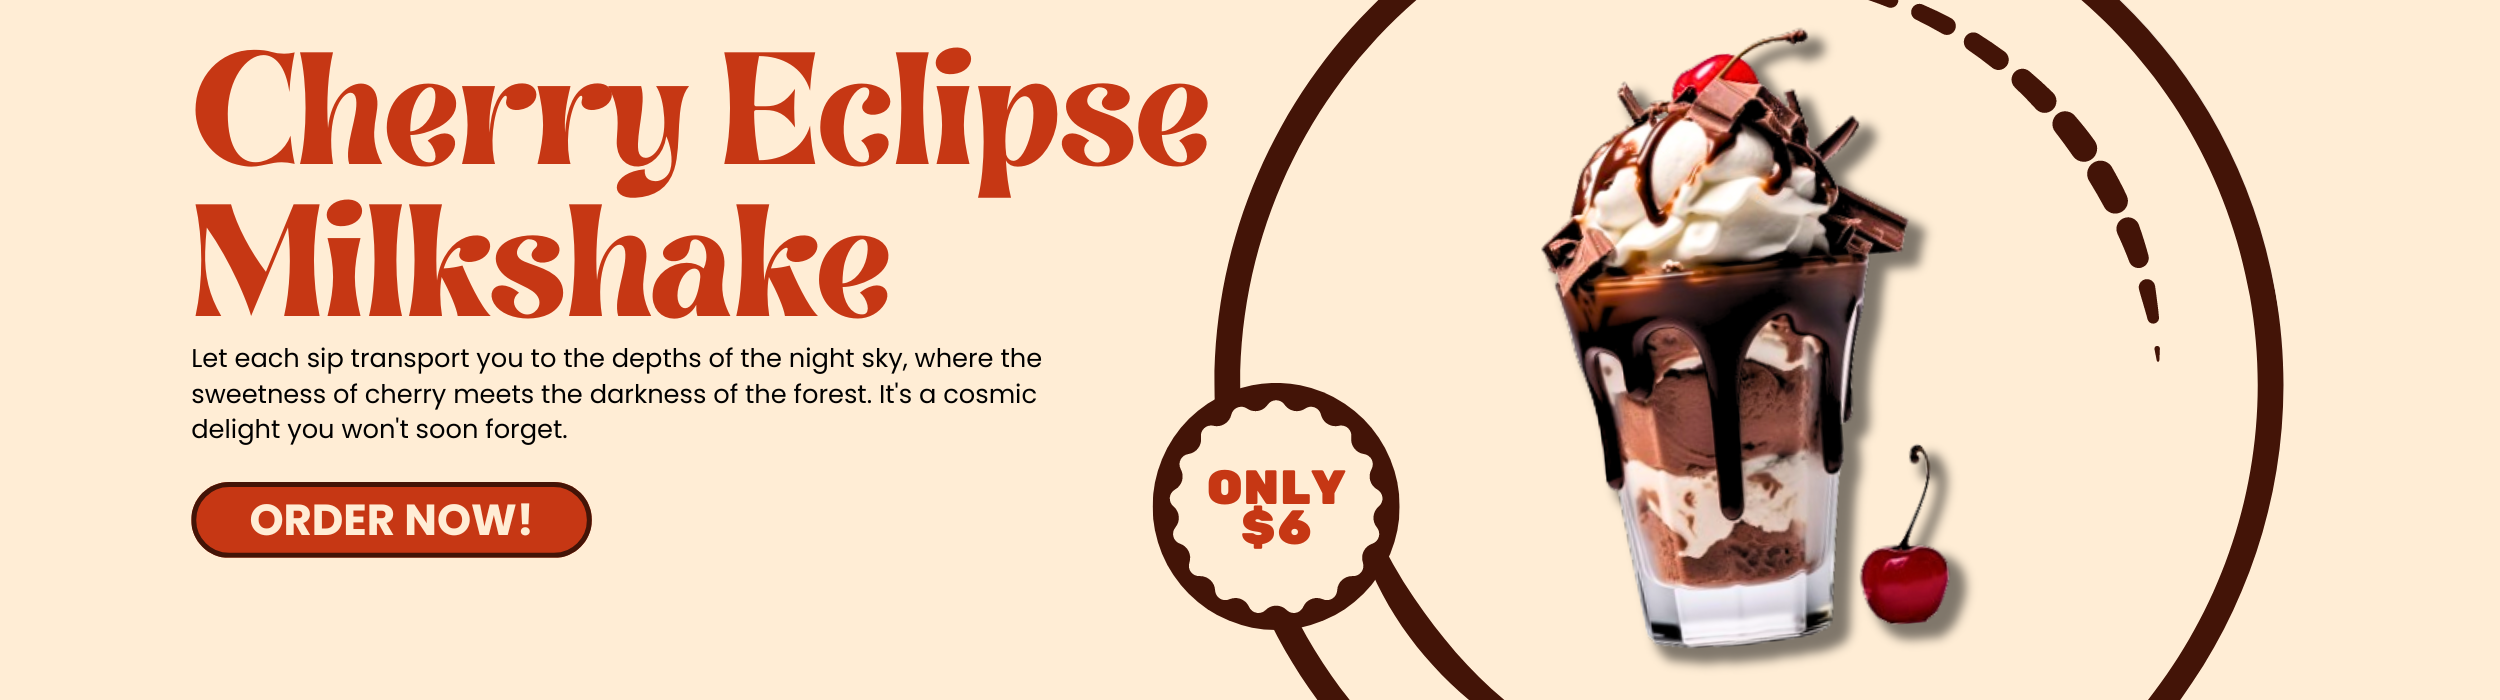 Cherry Eclipse
Milkshake
Let each sip transport you to the depths of the night sky, where the
sweetness of cherry meets the darkness of the forest. It's a cosmic
delight you won't soon forget.
ORDER NOW!
ONLY
$6